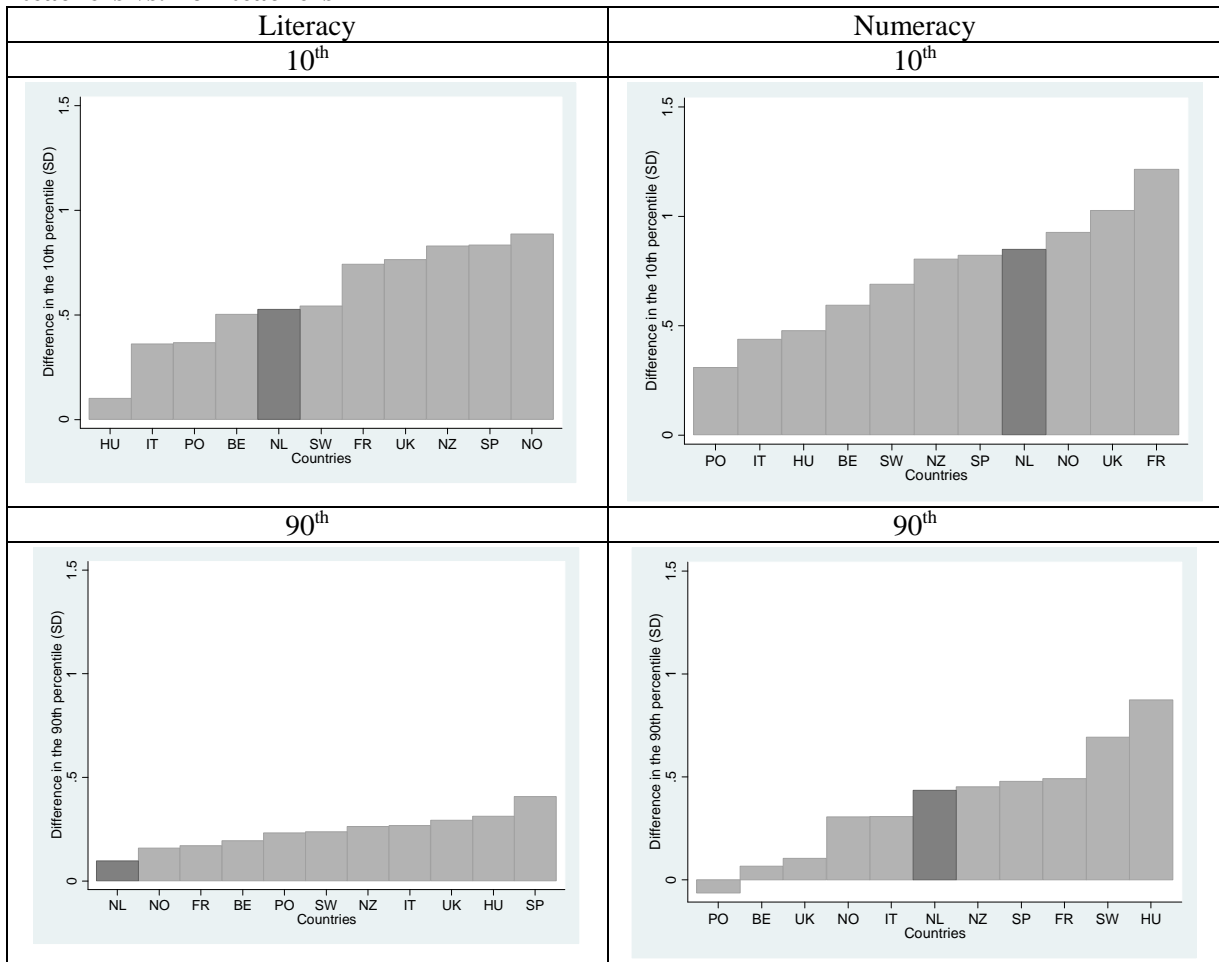 Literacy Numeracy
10th 10th
Difference in the 10th percentile (SD)
1.5
1
.5
0
HU IT PO BE NL SW FR UK NZ SP NO
Countries
Difference in the 10th percentile (SD)
1.5
1
.5
0
PO IT HU BE SW NZ SP NL NO UK FR
Countries
90th 90th
Difference in the 90th percentile (SD)
1.5
1
.5
0
NL NO FR BE PO SW NZ IT UK HU SP
Countries
Difference in the 90th percentile (SD)
1.5
1
.5
0
PO BE UK NO IT NL NZ SP FR SW HU
Countries